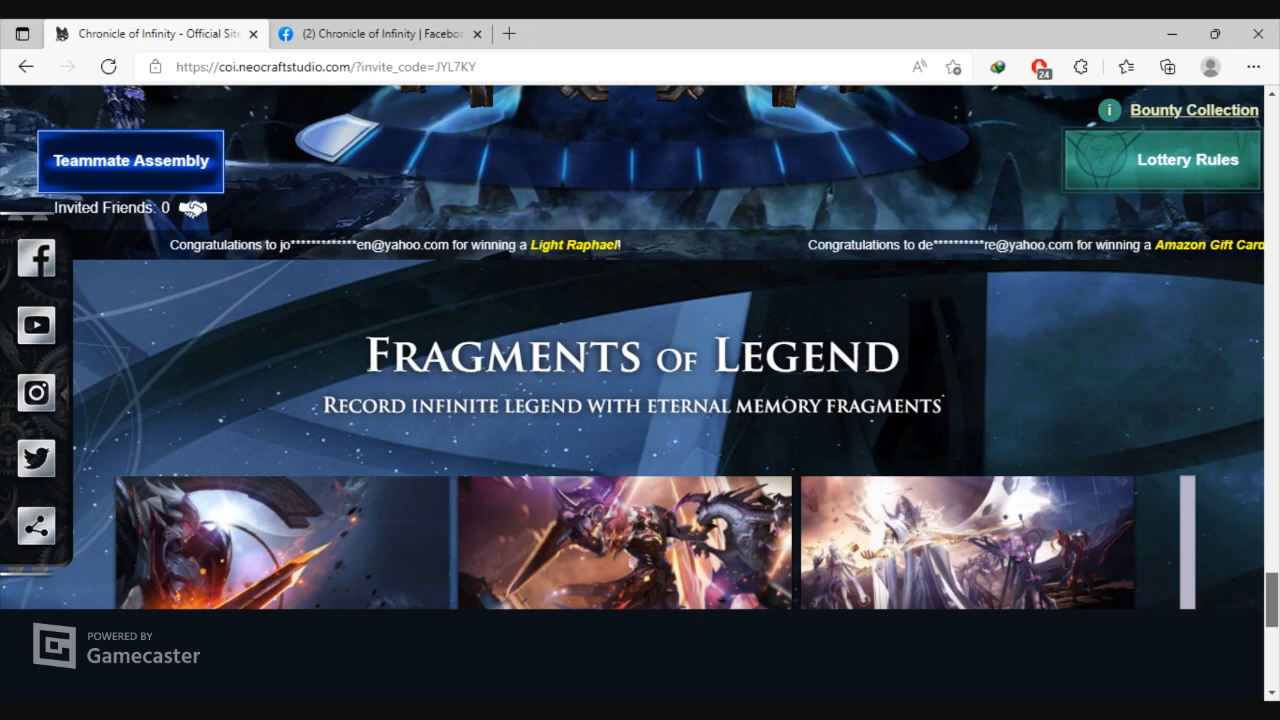 Chronicle of Infinity - Official Site
(2) Chronicle of Infinity | Faceboo
https://coi.neocraftstudio.com/?invite_code=JYL7KY
24
Bounty Collection
Teammate Assembly
Lottery Rules
Invited Friends: 0
Congratulations to jo*************en@yahoo.com for winning a Light Raphael!
Congratulations to de**********re@yahoo.com for winning a Amazon Gift Card
FRAGMENTS OF LEGEND
RECORD INFINITE LEGEND WITH ETERNAL MEMORY FRAGMENTS
POWERED BY
Gamecaster